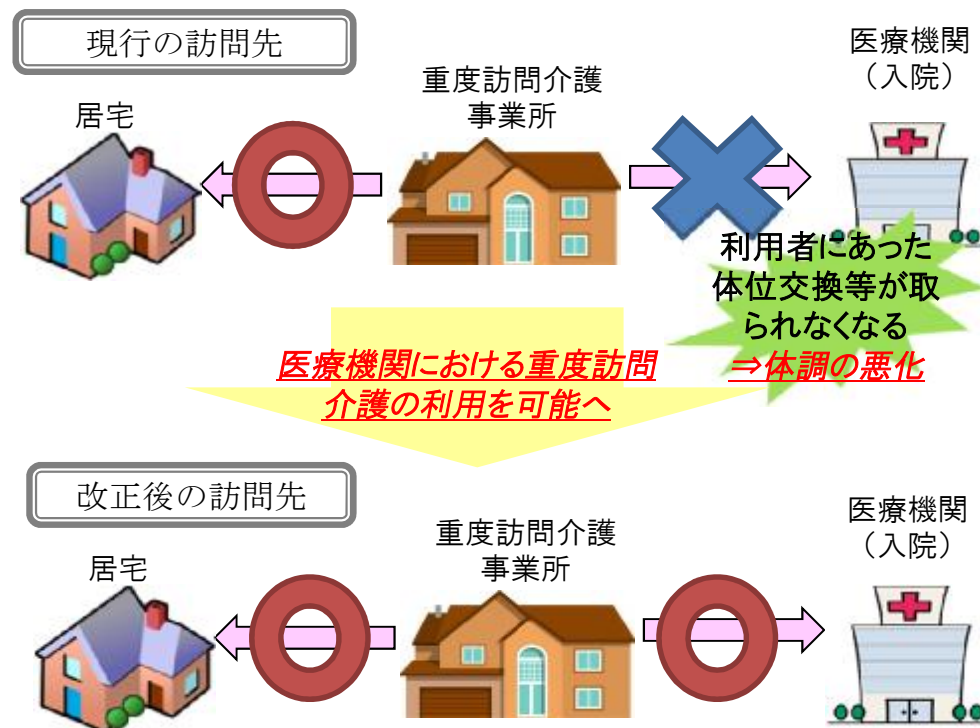 現行の訪問先
居宅
重度訪問介護
事業所
医療機関
（入院）
利用者にあった
体位交換等が取
られなくなる
⇒体調の悪化
医療機関における重度訪問
介護の利用を可能へ
改正後の訪問先
居宅
重度訪問介護
事業所
医療機関
（入院）